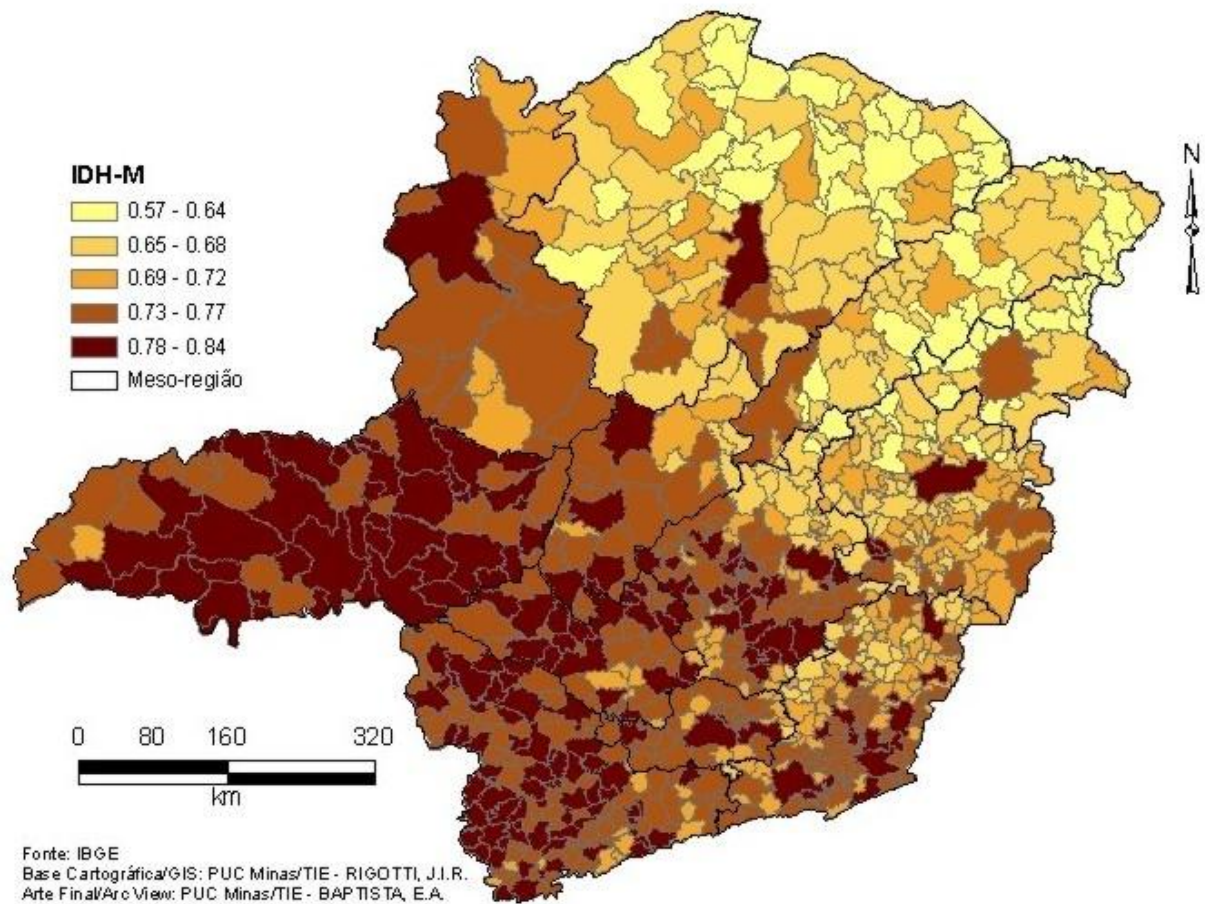 N
IDH-M
0.57 - 0.64
0.65 - 0.68
0.69 - 0.72
0.73 - 0.77
0.78 - 0.84
Meso-região
0 80 160 320
km
Fonte: IBGE
Base Cartográfica/GIS: PUC Minas/TIE - RIGOTTI, J.I.R.
Arte Final/Arc View: PUC Minas/TIE - BAPTISTA, E.A.